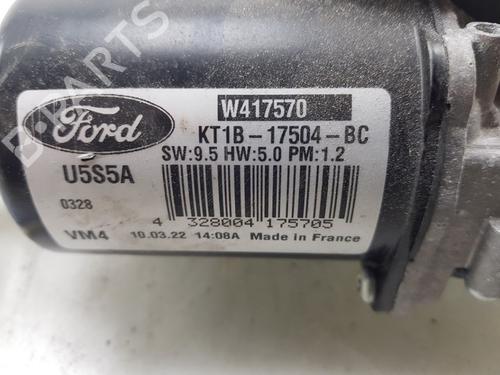 W417570
Ford
KT1B-17504-BC
SW:9.5 HW:5.0 PM:1.2
U5S5A
0328
4 328004 175705
VM4 10.03.22 14:08A Made in France
B-PARTS